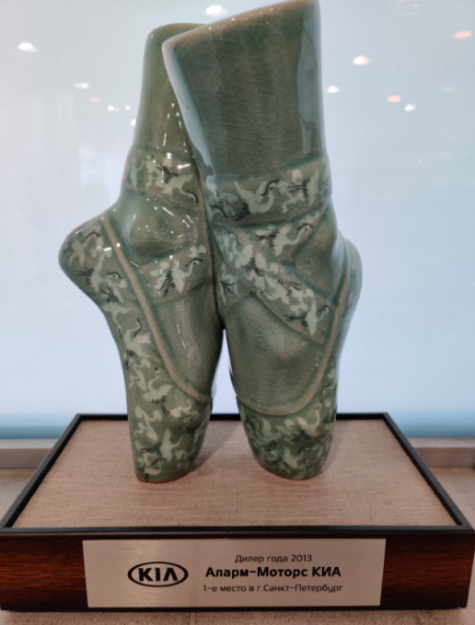 KIA
Дилер года 2013
Аларм-Моторс КИА
1-е место в г.Санкт-Петербург